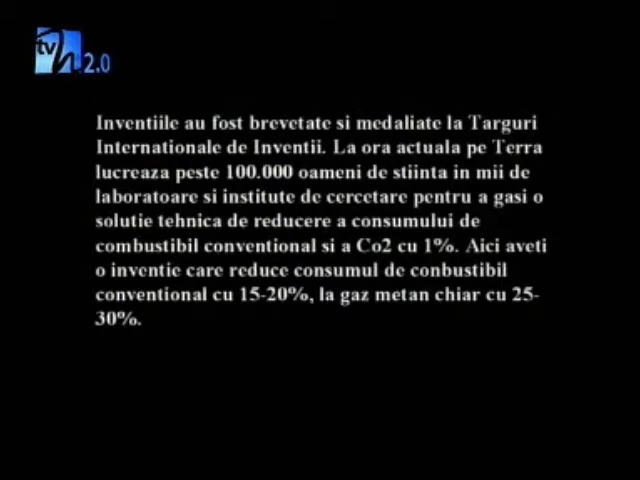 tvh 2.0
Inventiile au fost brevetate si medaliate la Targuri
Internationale de Inventii. La ora actuala pe Terra
lucreaza peste 100.000 oameni de stiinta in mii de
laboratoare si institute de cercetare pentru a gasi o
solutie tehnica de reducere a consumului de
combustibil conventional si a Co2 cu 1%. Aici aveti
o inventie care reduce consumul de conbustibil
conventional cu 15-20%, la gaz metan chiar cu 25-
30%.